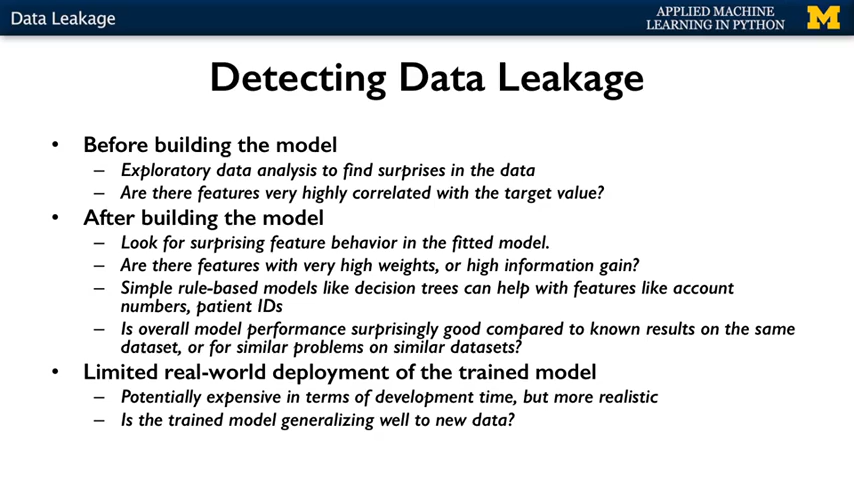 Data Leakage
APPLIED MACHINE
LEARNING IN PYTHON
M
Detecting Data Leakage
• Before building the model
– Exploratory data analysis to find surprises in the data
– Are there features very highly correlated with the target value?
• After building the model
– Look for surprising feature behavior in the fitted model.
– Are there features with very high weights, or high information gain?
– Simple rule-based models like decision trees can help with features like account
numbers, patient IDs
– Is overall model performance surprisingly good compared to known results on the same
dataset, or for similar problems on similar datasets?
• Limited real-world deployment of the trained model
– Potentially expensive in terms of development time, but more realistic
– Is the trained model generalizing well to new data?